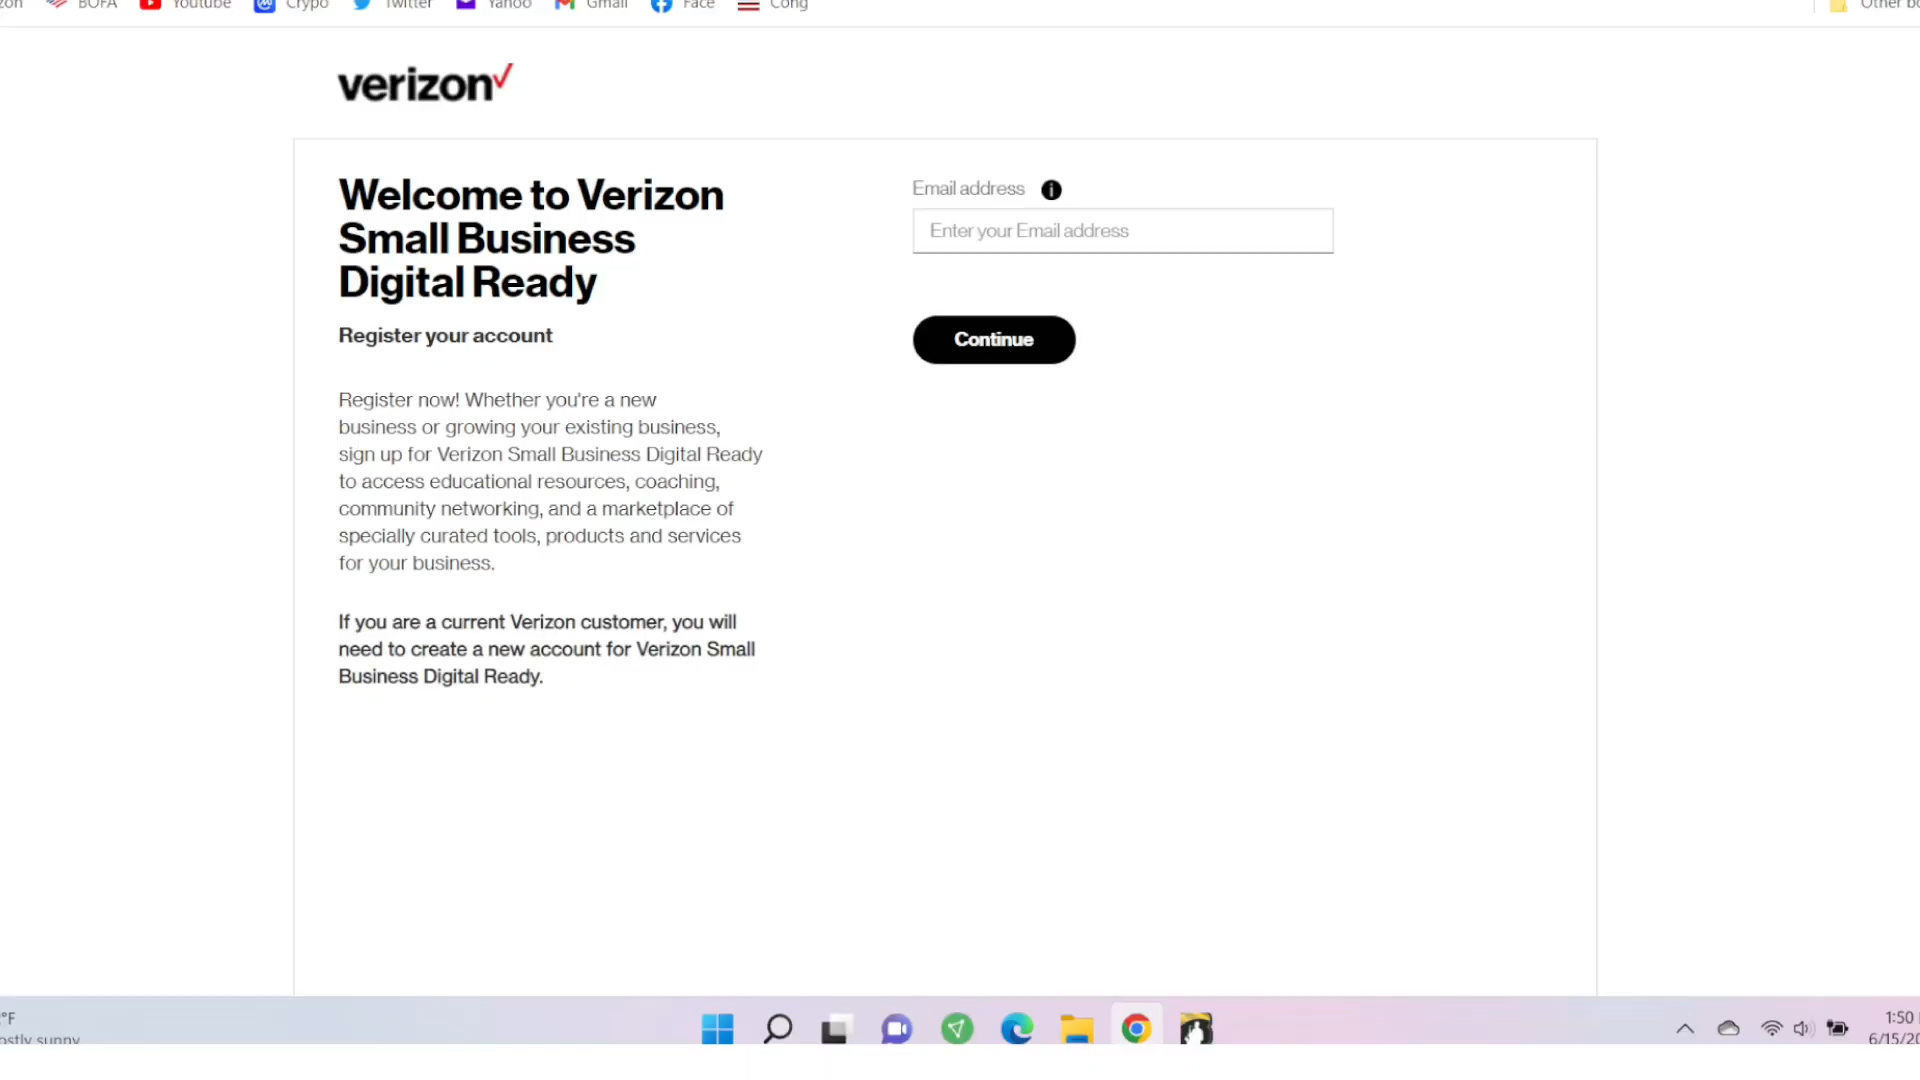 BOFA Youtube Crypo Twitter Yahoo Gmail Face Cong
verizon
Welcome to Verizon
Small Business
Digital Ready
Register your account
Register now! Whether you're a new
business or growing your existing business,
sign up for Verizon Small Business Digital Ready
to access educational resources, coaching,
community networking, and a marketplace of
specially curated tools, products and services
for your business.
If you are a current Verizon customer, you will
need to create a new account for Verizon Small
Business Digital Ready.
Email address
Enter your Email address
Continue
°F
sunny
1:50
6/15/20